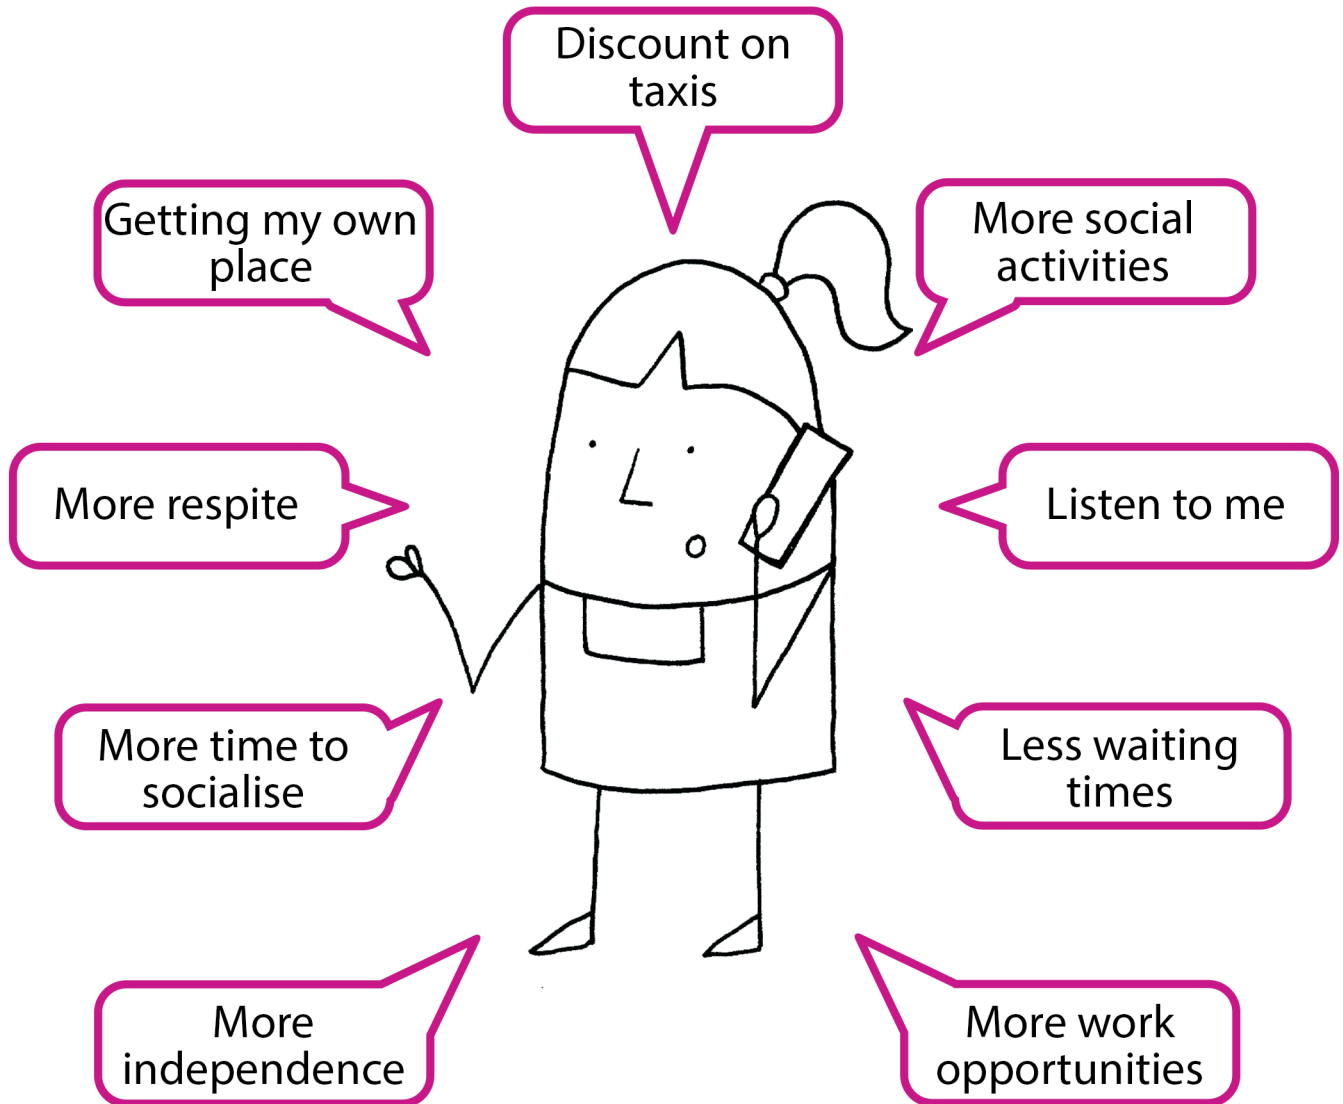 Discount on
taxis
Getting my own
place
More social
activities
More respite
Listen to me
More time to
socialise
Less waiting
times
More
independence
More work
opportunities